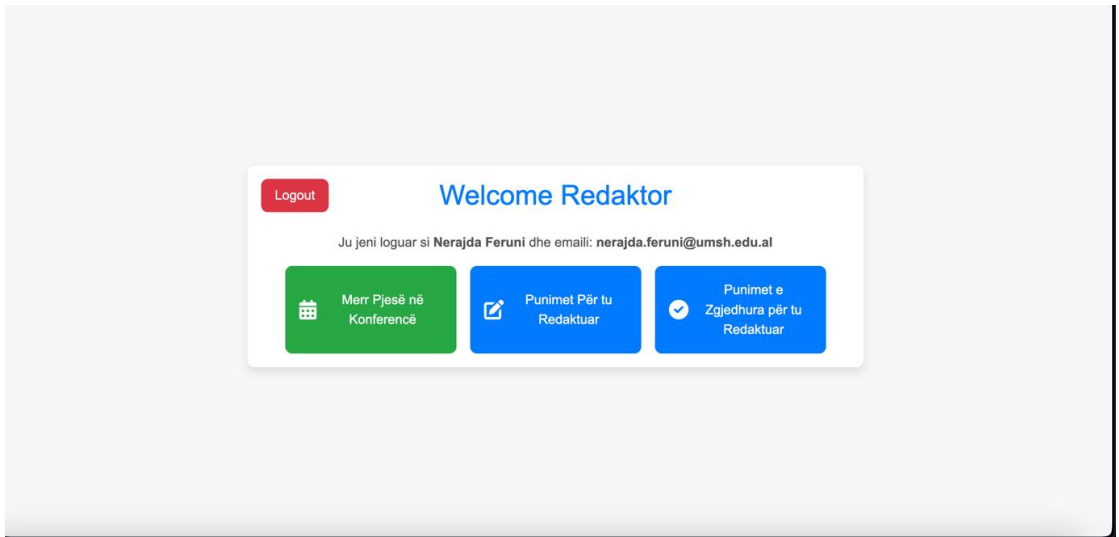 Logout
Welcome Redaktor
Ju jeni loguar si Nerajda Feruni dhe emaili: nerajda.feruni@umsh.edu.al
Merr Pjesë në
Konferencë
Punimet Për tu
Redaktuar
Punimet e
Zgjedhura për tu
Redaktuar